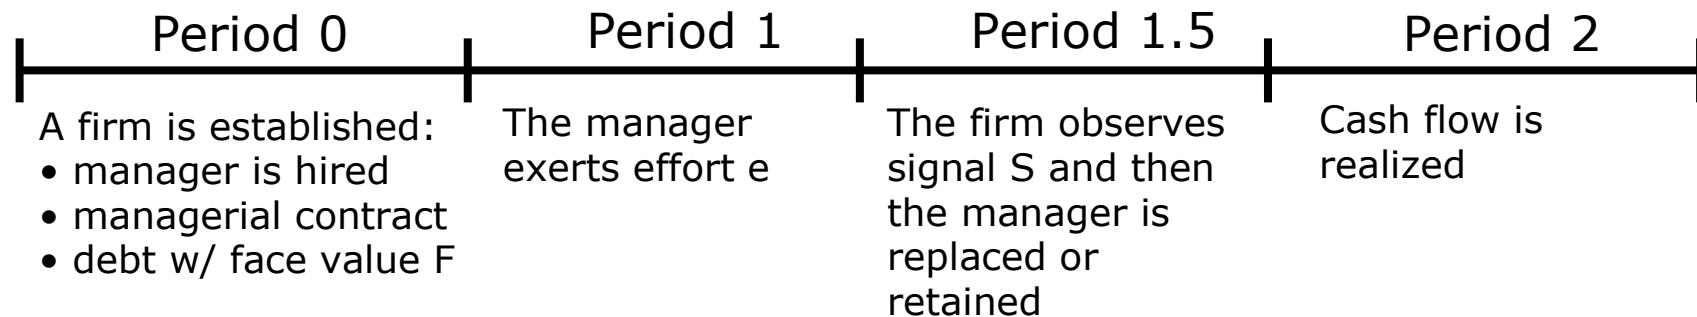 Period 0
Period 1
Period 1.5
Period 2
A firm is established:
• manager is hired
• managerial contract
• debt w/ face value F
The manager
exerts effort e
The firm observes
signal S and then
the manager is
replaced or
retained
Cash flow is
realized